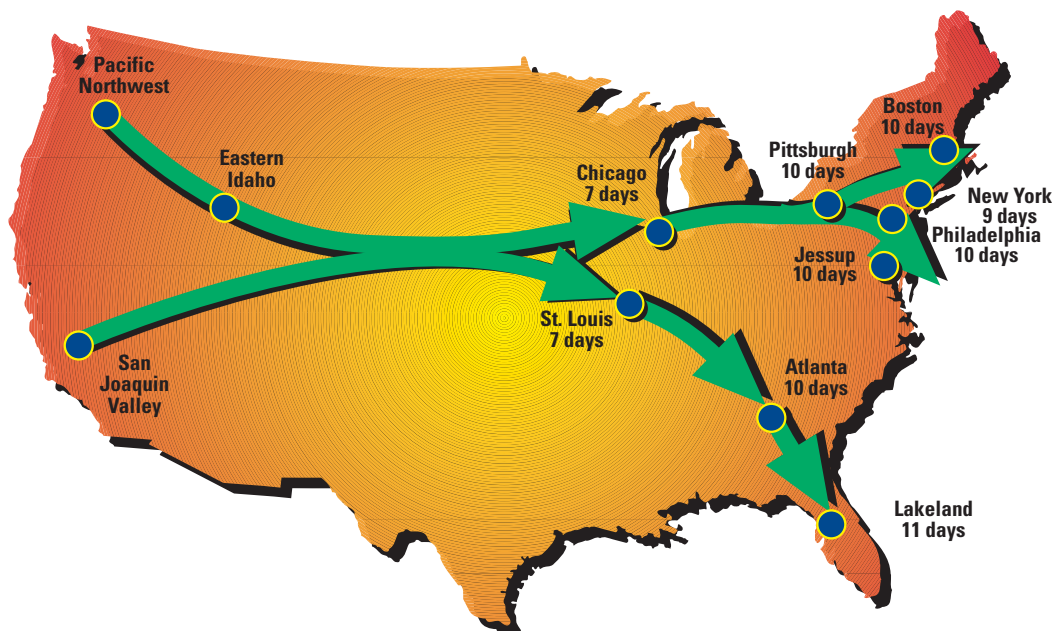 Pacific
Northwest
Eastern
Idaho
San
Joaquin
Valley
Chicago
7 days
St. Louis
7 days
Pittsburgh
10 days
Boston
10 days
New York
9 days
Philadelphia
10 days
Jessup
10 days
Atlanta
10 days
Lakeland
11 days